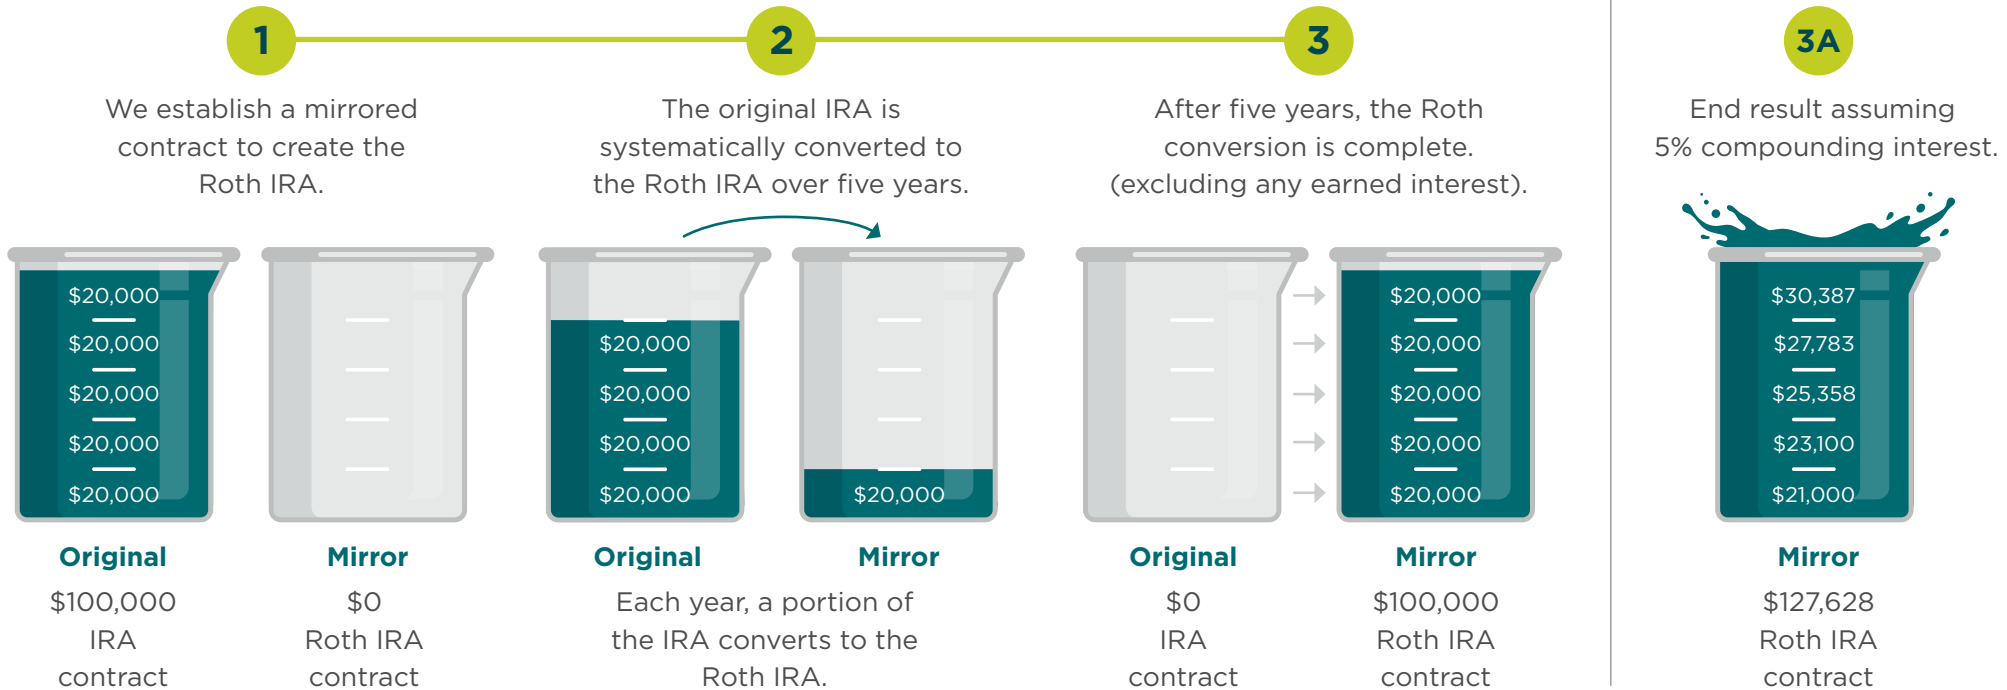 1
We establish a mirrored
contract to create the
Roth IRA.
$20,000
$20,000
$20,000
$20,000
$20,000
Original
$100,000
IRA
contract
Mirror
$0
Roth IRA
contract
2
The original IRA is
systematically converted to
the Roth IRA over five years.
$20,000
$20,000
$20,000
$20,000
Original
$20,000
Mirror
Each year, a portion of
the IRA converts to the
Roth IRA.
3
After five years, the Roth
conversion is complete.
(excluding any earned interest).
Original
$0
IRA
contract
$20,000
$20,000
$20,000
$20,000
$20,000
Mirror
$100,000
Roth IRA
contract
3A
End result assuming
5% compounding interest.
$30,387
$27,783
$25,358
$23,100
$21,000
Mirror
$127,628
Roth IRA
contract